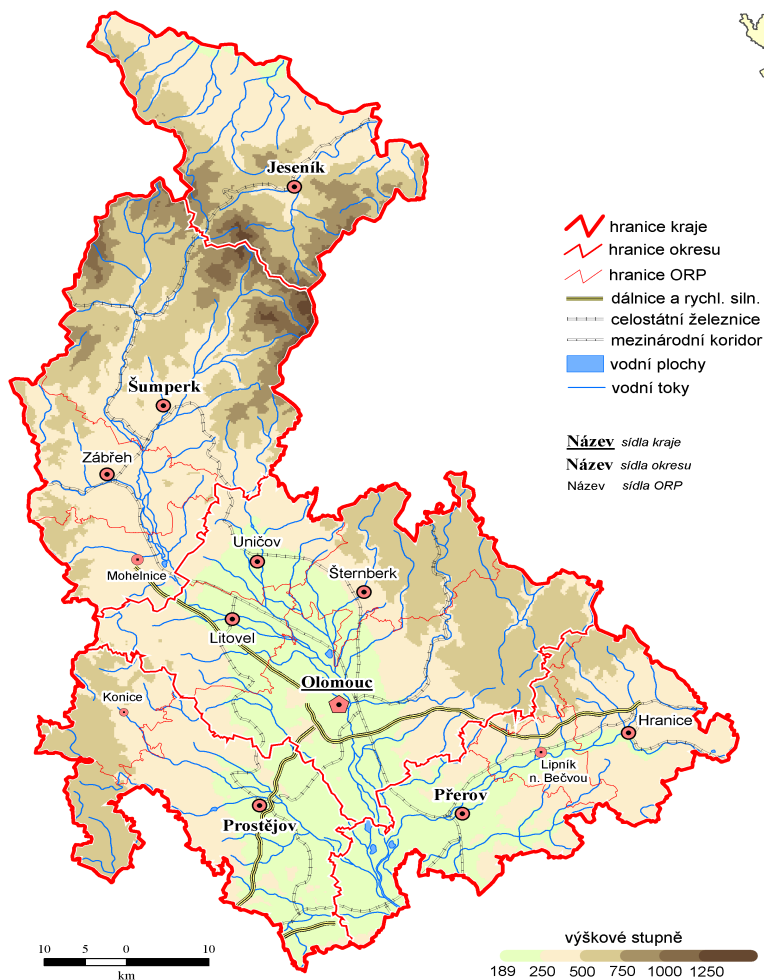 Jeseník
Šumperk
Zábřeh
Mohelnice
Uničov
Šternberk
Litovel
Olomouc
Konice
Hranice
Lipník
n. Bečvou
Přerov
Prostějov
hranice kraje
hranice okresu
hranice ORP
dálnice a rychl. siln.
celostátní železnice
mezinárodní koridor
vodní plochy
vodní toky
Název sídla kraje
Název sídla okresu
Název sídla ORP
10 5 0 10
km
výškové stupně
189 250 500 750 1000 1250